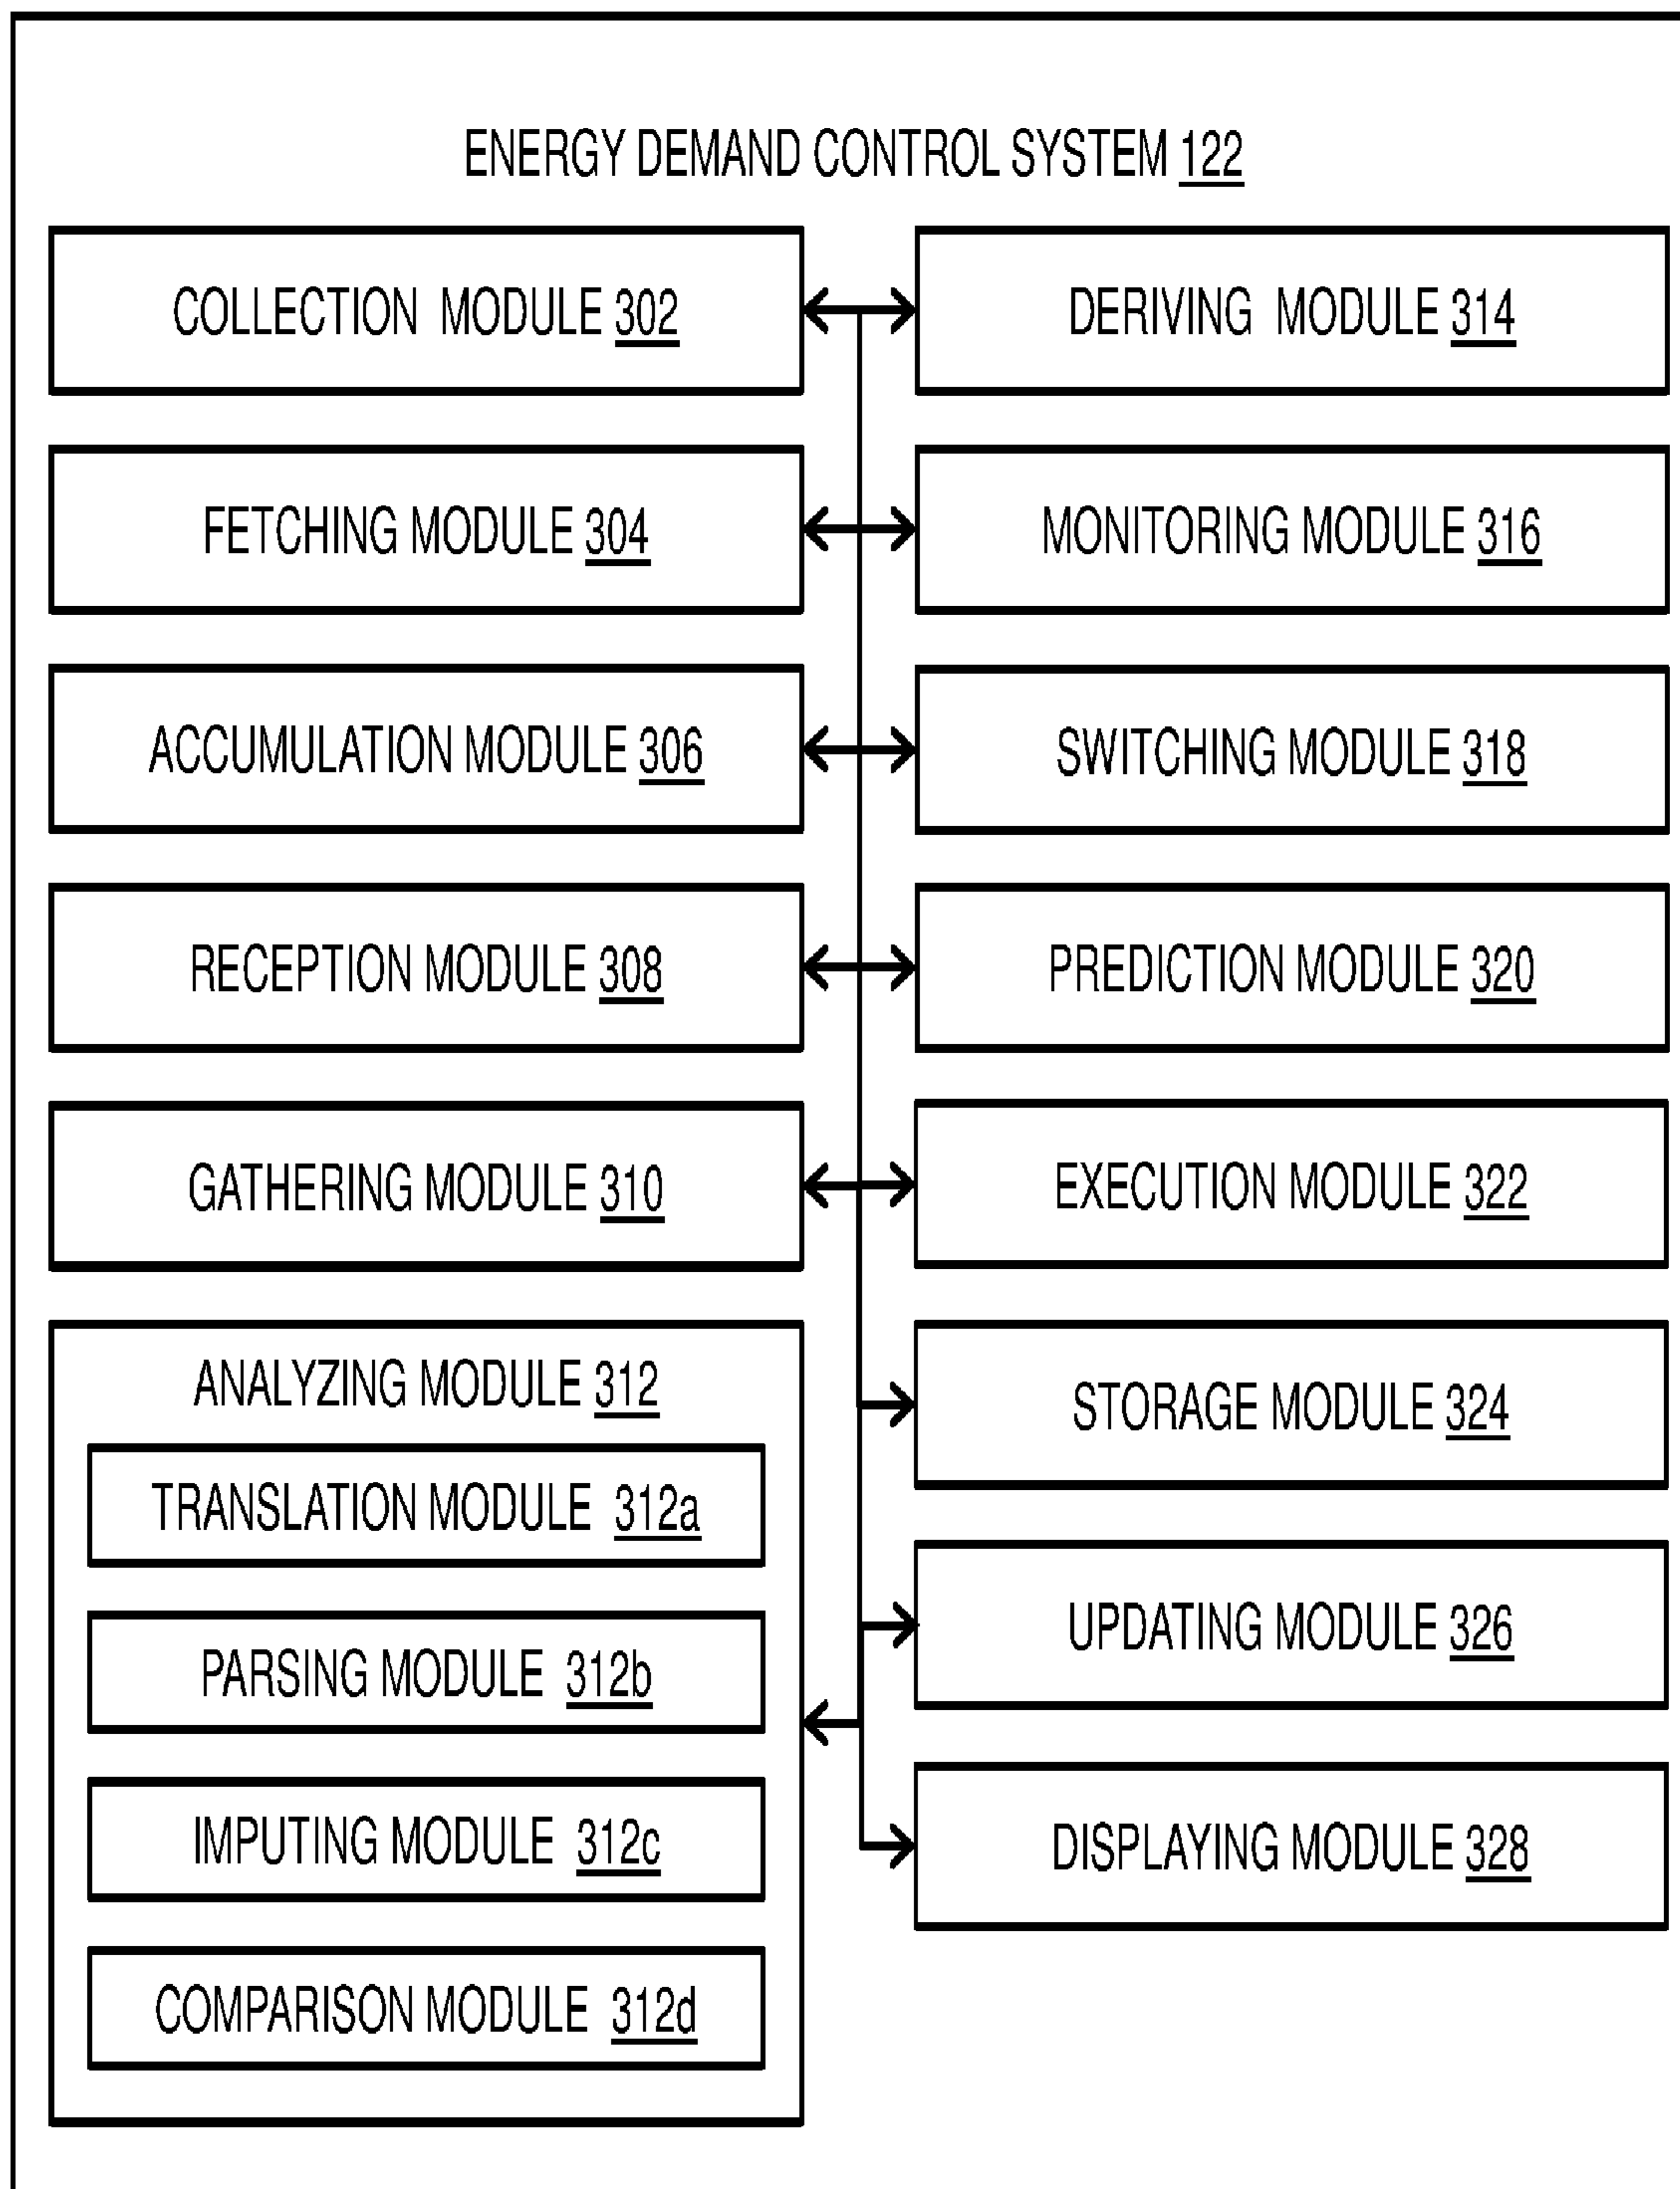 ENERGY DEMAND CONTROL SYSTEM 122
COLLECTION MODULE 302
FETCHING MODULE 304
ACCUMULATION MODULE 306
RECEPTION MODULE 308
GATHERING MODULE 310
ANALYZING MODULE 312
TRANSLATION MODULE 312a
PARSING MODULE 312b
IMPUTING MODULE 312c
COMPARISON MODULE 312d
DERIVING MODULE 314
MONITORING MODULE 316
SWITCHING MODULE 318
PREDICTION MODULE 320
EXECUTION MODULE 322
STORAGE MODULE 324
UPDATING MODULE 326
DISPLAYING MODULE 328